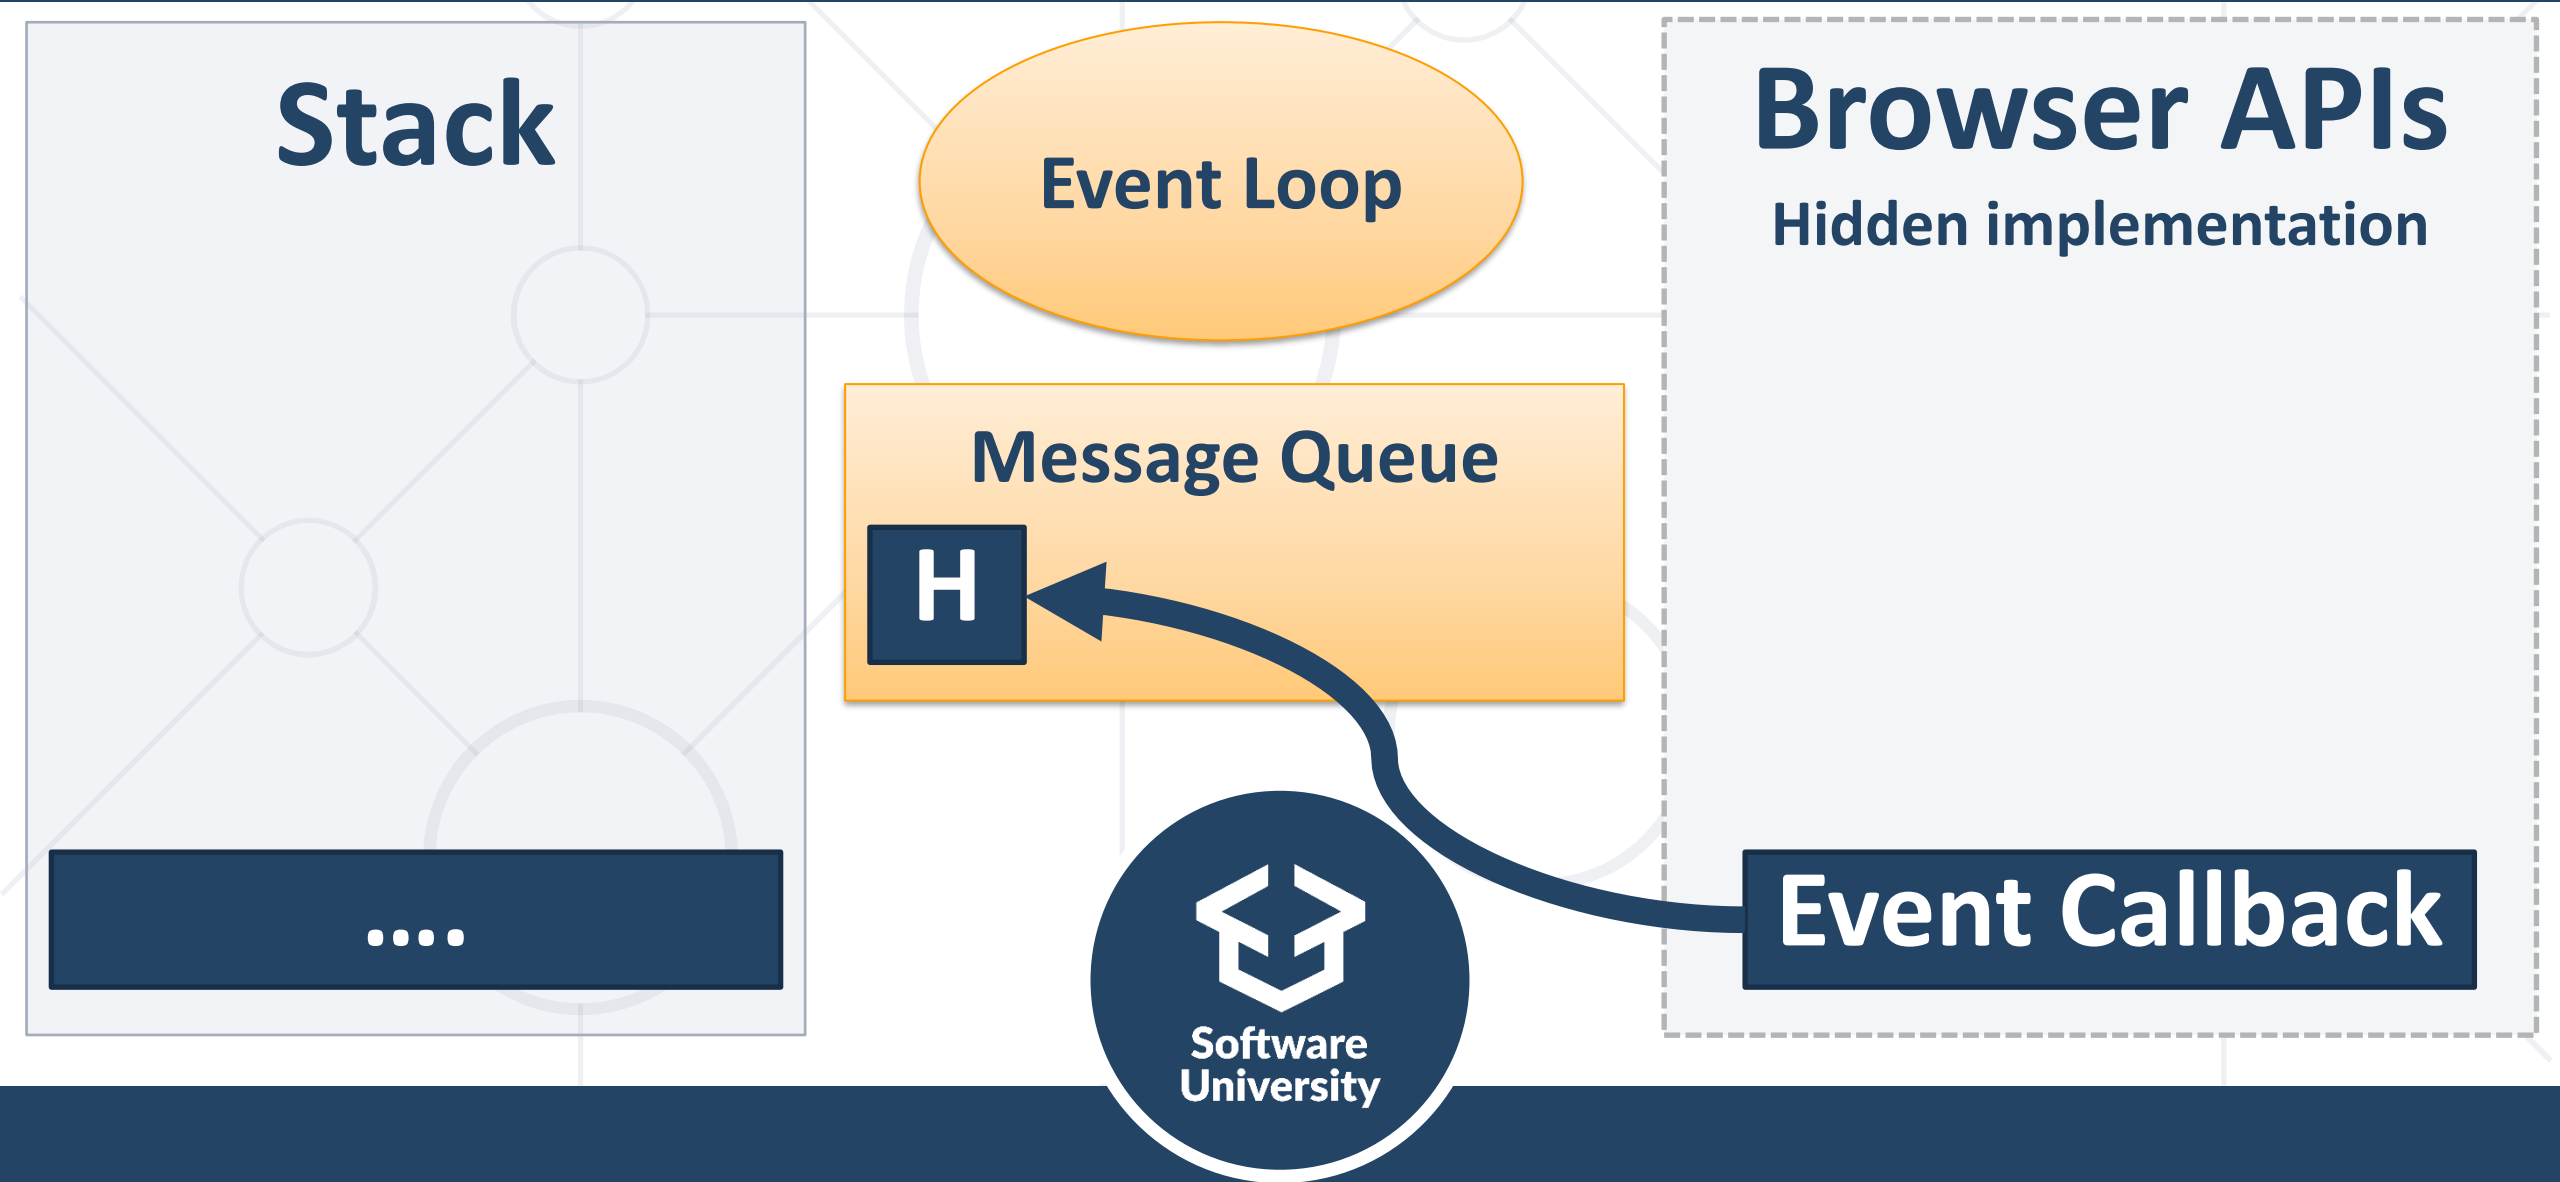 Stack
Event Loop
Browser APIs
Hidden implementation
Message Queue
H
....
Event Callback
Software
University